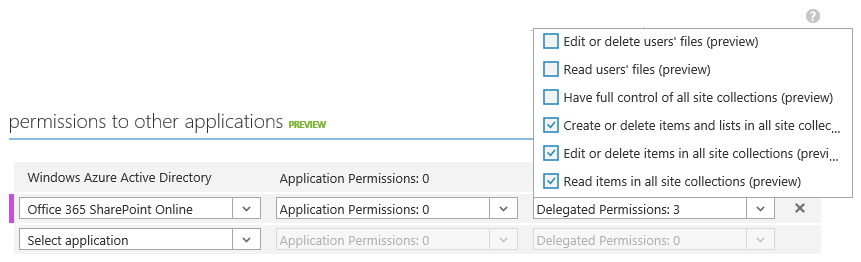 ?
Edit or delete users' files (preview)
Read users' files (preview)
Have full control of all site collections (preview)
Create or delete items and lists in all site collec...
Edit or delete items in all site collections (previ...
Read items in all site collections (preview)
permissions to other applications PREVIEW
Windows Azure Active Directory Application Permissions: 0
Office 365 SharePoint Online Application Permissions: 0 Delegated Permissions: 3
Select application Application Permissions: 0 Delegated Permissions: 0